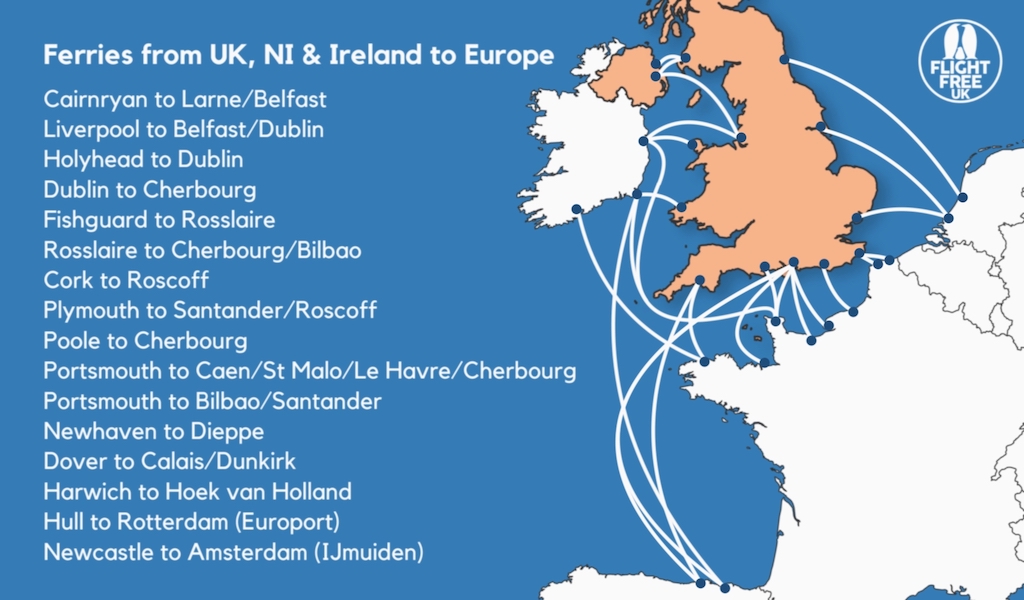 Ferries from UK, NI & Ireland to Europe
Cairnryan to Larne/Belfast
Liverpool to Belfast/Dublin
Holyhead to Dublin
Dublin to Cherbourg
Fishguard to Rosslaire
Rosslaire to Cherbourg/Bilbao
Cork to Roscoff
Plymouth to Santander/Roscoff
Poole to Cherbourg
Portsmouth to Caen/St Malo/Le Havre/Cherbourg
Portsmouth to Bilbao/Santander
Newhaven to Dieppe
Dover to Calais/Dunkirk
Harwich to Hoek van Holland
Hull to Rotterdam (Europort)
Newcastle to Amsterdam (IJmuiden)
FLIGHT
FREE
UK